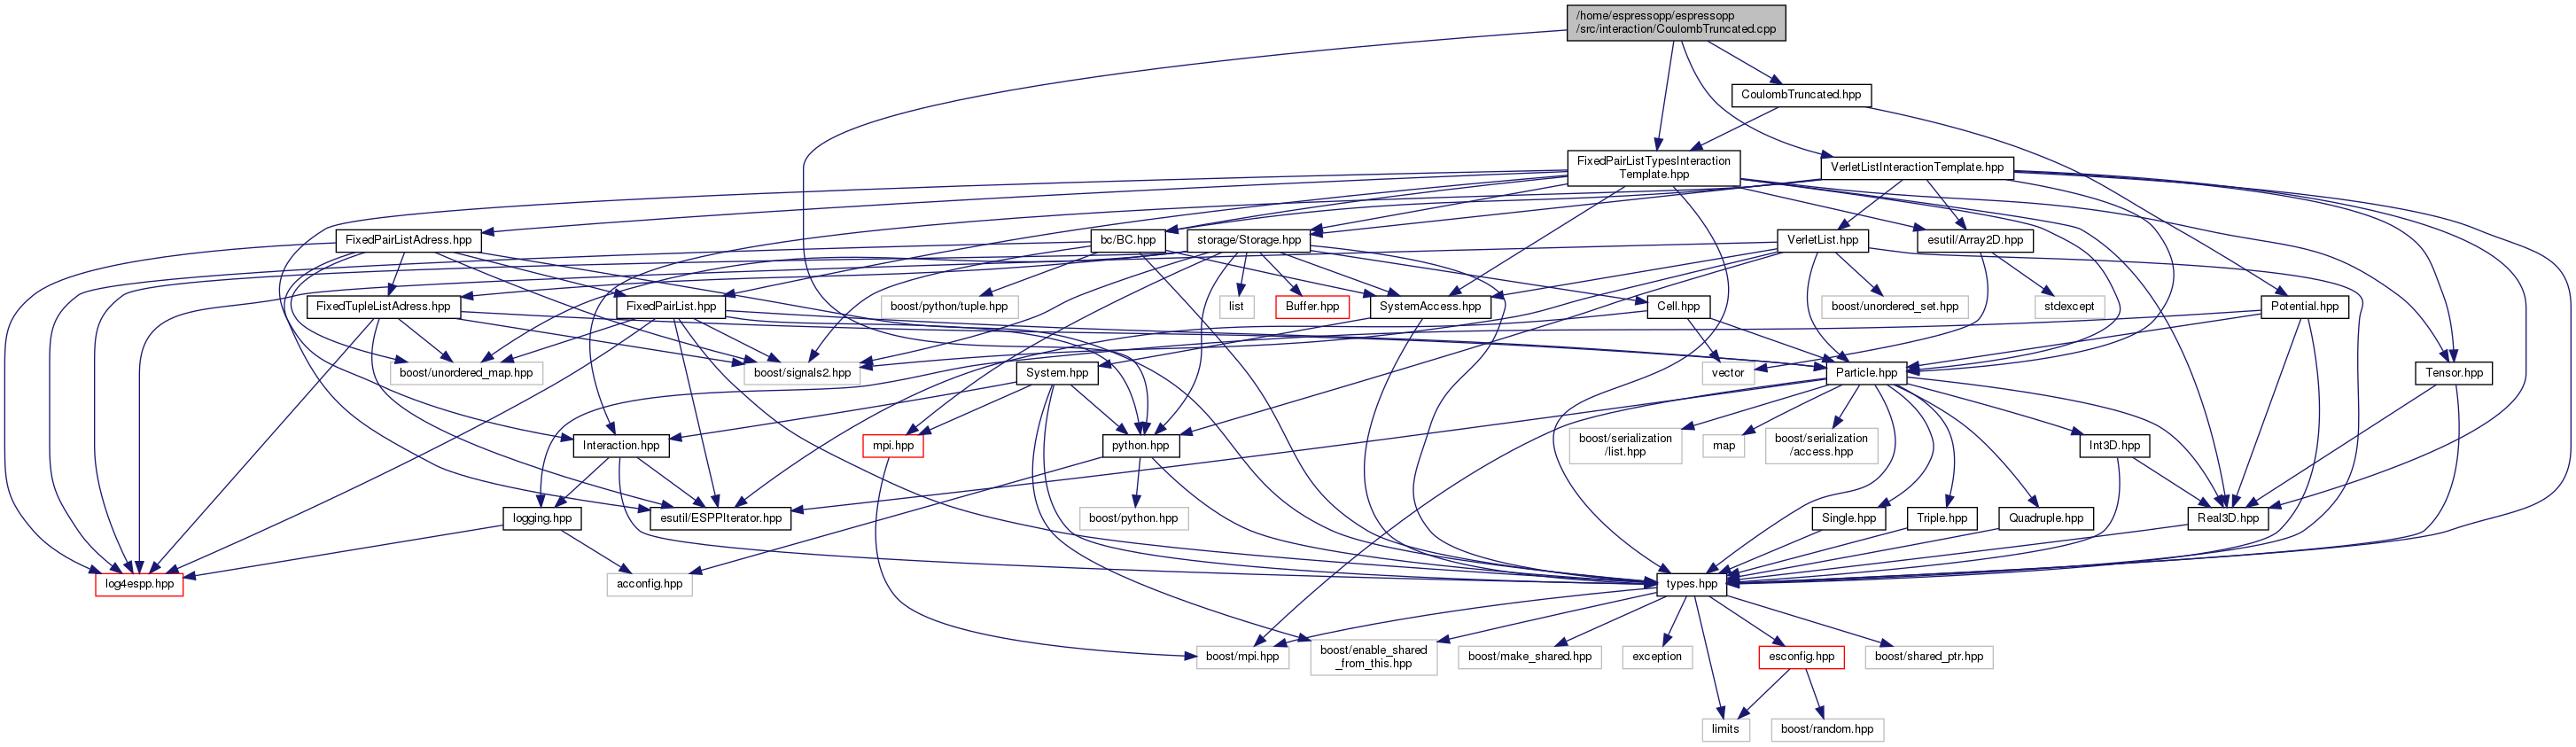 /home/espressopp/espressopp
/src/interaction/CoulombTruncated.cpp
CoulombTruncated.hpp
FixedPairListTypesInteraction
Template.hpp
VerletListInteractionTemplate.hpp
FixedPairListAdress.hpp
bc/BC.hpp
storage/Storage.hpp
VerletList.hpp
esutil/Array2D.hpp
FixedTupleListAdress.hpp
FixedPairList.hpp
boost/python/tuple.hpp
list
Buffer.hpp
SystemAccess.hpp
Cell.hpp
boost/unordered_set.hpp
stdexcept
Potential.hpp
boost/unordered_map.hpp
boost/signals2.hpp
System.hpp
vector
Particle.hpp
Tensor.hpp
Interaction.hpp
mpi.hpp
python.hpp
boost/serialization
/list.hpp
map
boost/serialization
/access.hpp
Int3D.hpp
logging.hpp
esutil/ESPPIterator.hpp
boost/python.hpp
Single.hpp
Triple.hpp
Quadruple.hpp
Real3D.hpp
log4espp.hpp
acconfig.hpp
types.hpp
boost/mpi.hpp
boost/enable_shared
_from_this.hpp
boost/make_shared.hpp
exception
esconfig.hpp
boost/shared_ptr.hpp
limits
boost/random.hpp